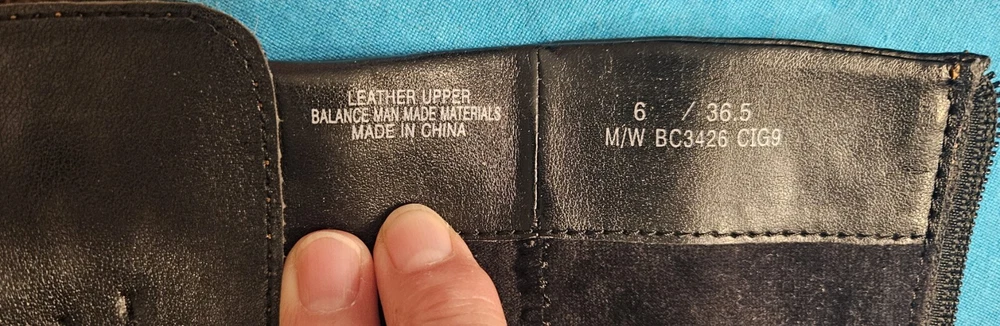 LEATHER UPPER
BALANCE MAN MADE MATERIALS
MADE IN CHINA
6 / 36.5
M/W BC3426 CIG9